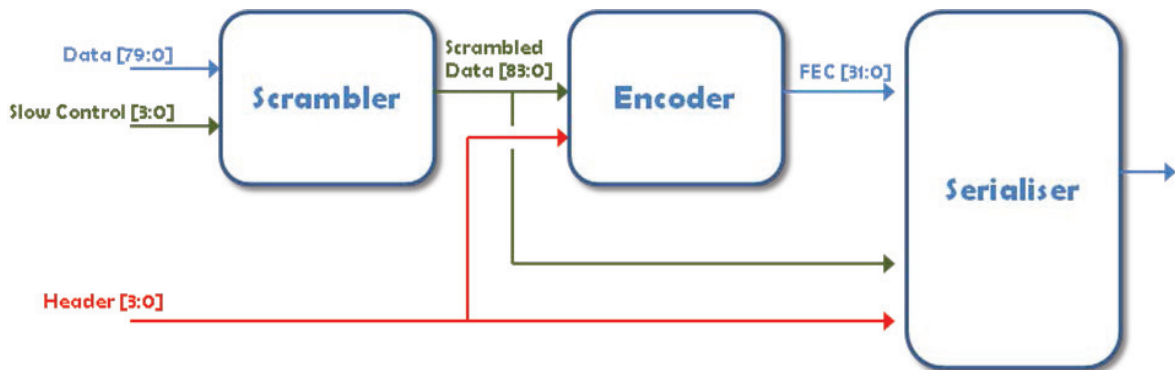 Data [79:0]
Slow Control [3:0]
Scrambler
Scrambled
Data [83:0]
Encoder
FEC [31:0]
Serialiser
Header [3:0]